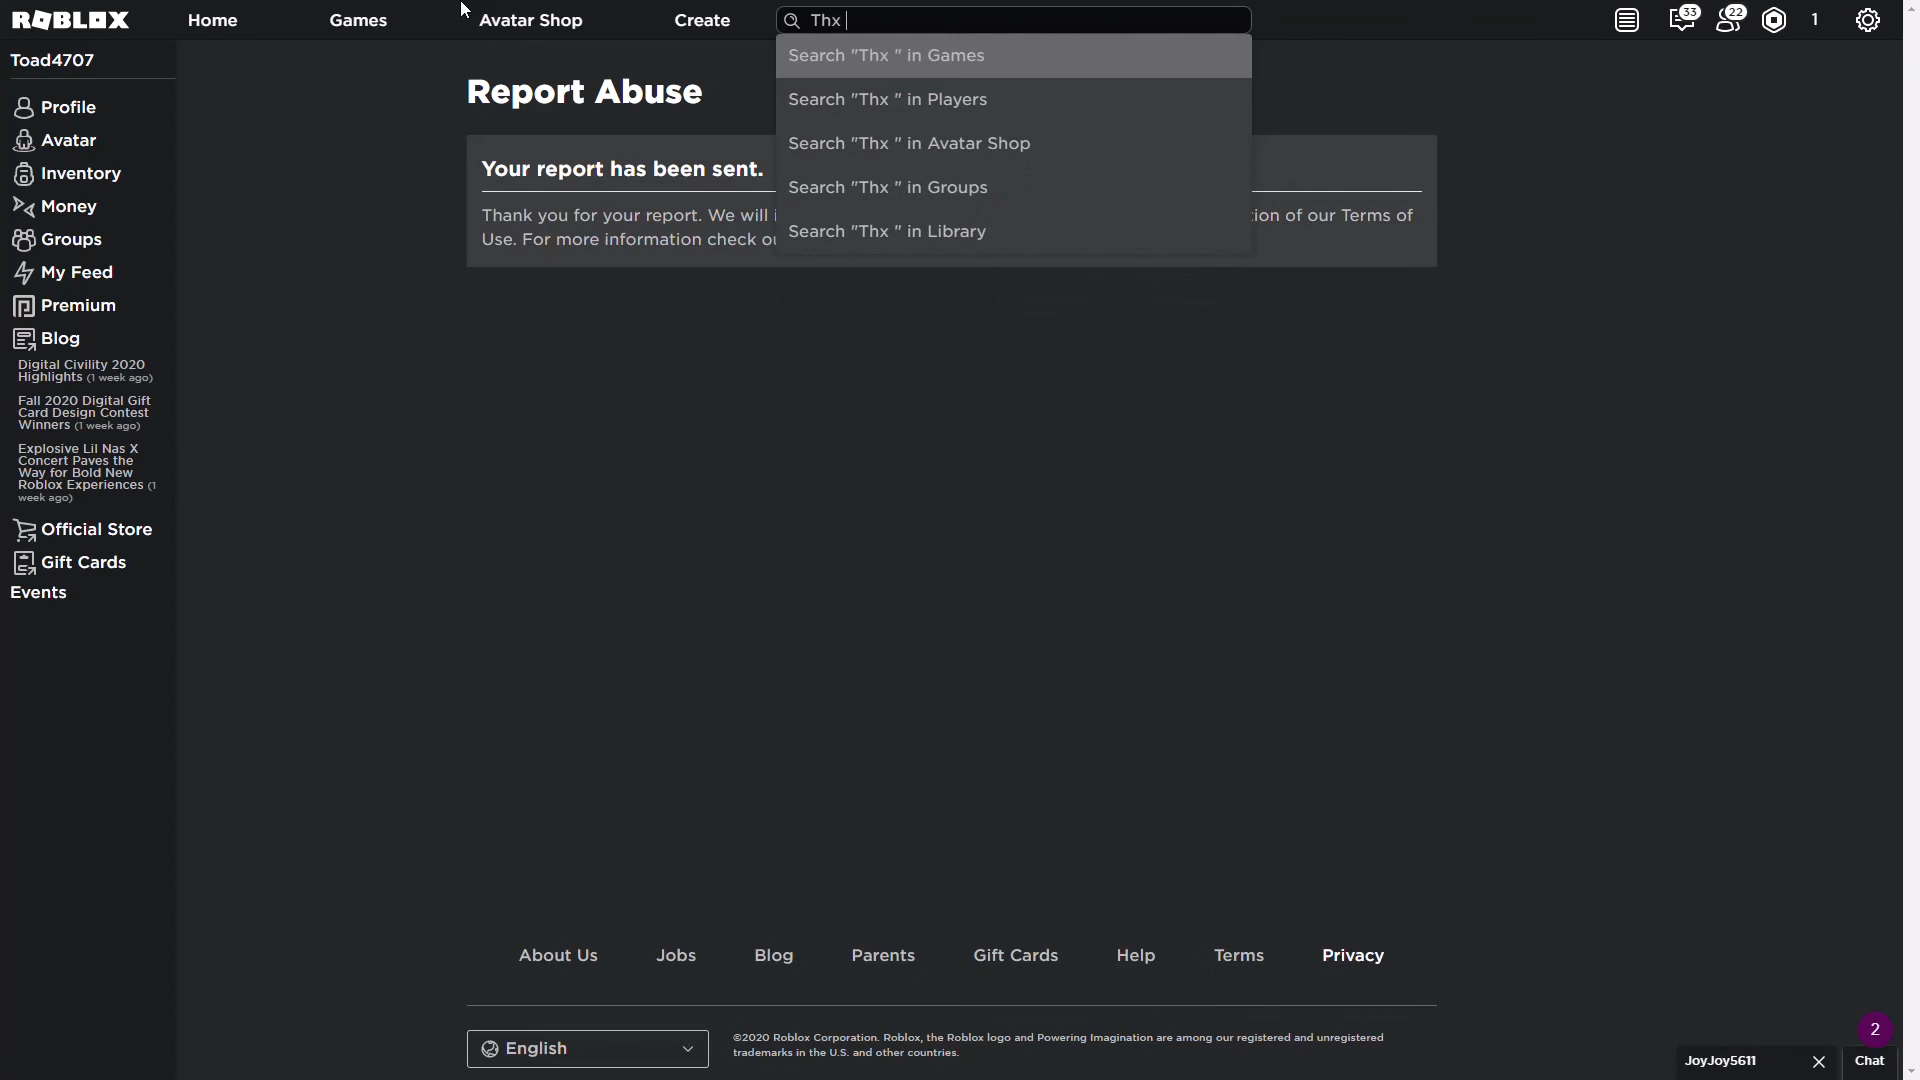 ROBLOX Home Games Avatar Shop Create Thx 33 22 1
Toad4707
Profile
Avatar
Inventory
Money
Groups
My Feed
Premium
Blog
Digital Civility 2020
Highlights (1 week ago)
Fall 2020 Digital Gift
Card Design Contest
Winners (1 week ago)
Explosive Lil Nas X
Concert Paves the
Way for Bold New
Roblox Experiences (1
week ago)
Official Store
Gift Cards
Events
Search "Thx " in Games
Search "Thx " in Players
Search "Thx " in Avatar Shop
Search "Thx " in Groups
Search "Thx " in Library
Report Abuse
Your report has been sent.
Thank you for your report. We will tion of our Terms of
Use. For more information check
About Us Jobs Blog Parents Gift Cards Help Terms Privacy
English
©2020 Roblox Corporation. Roblox, the Roblox logo and Powering Imagination are among our registered and unregistered
trademarks in the U.S. and other countries.
2
JoyJoy5611 Chat